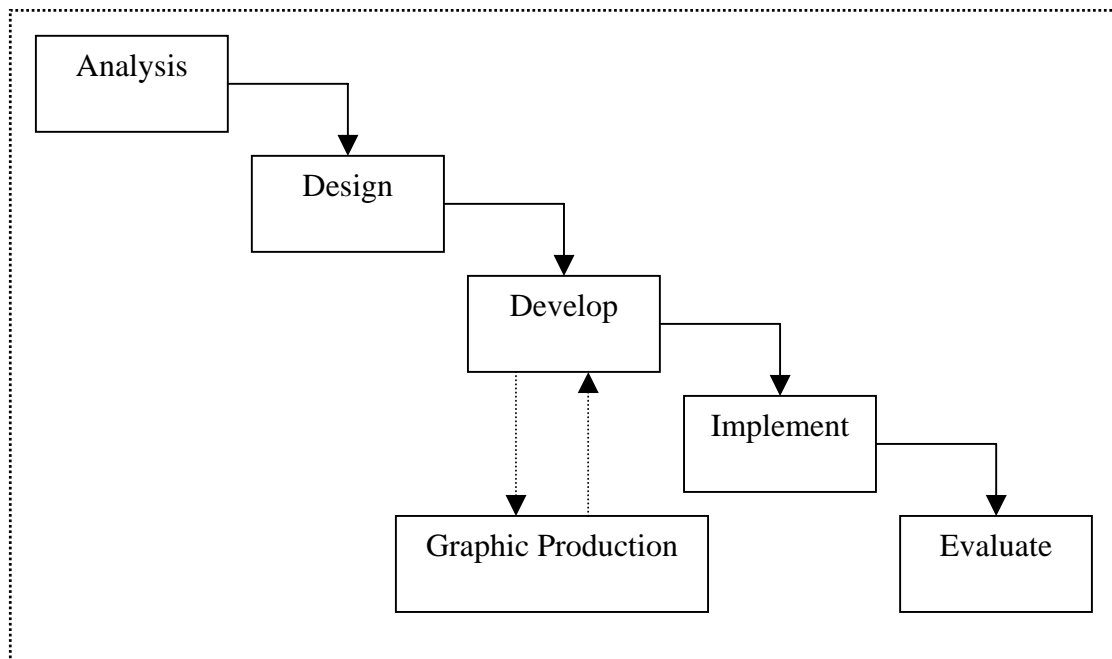 Analysis
Design
Develop
Implement
Graphic Production
Evaluate